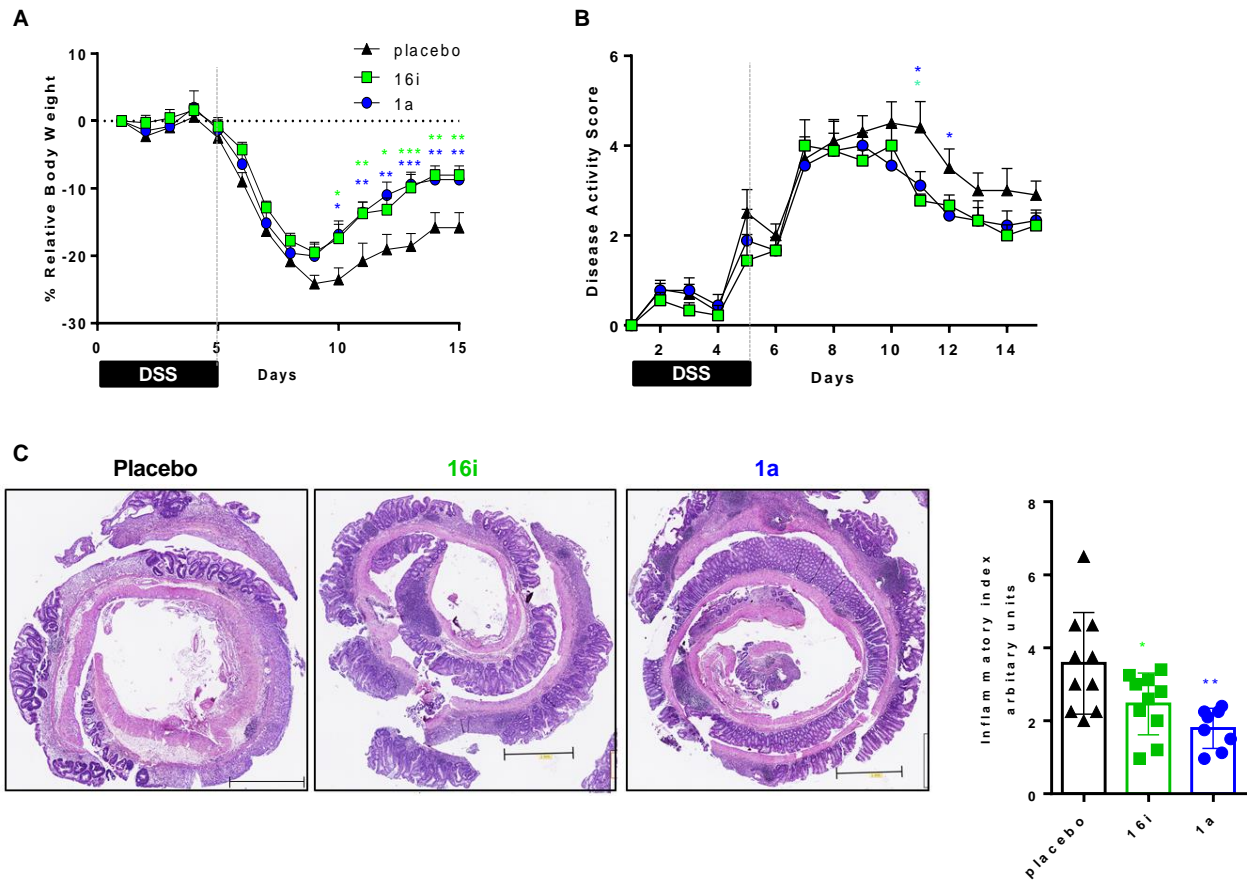 A
10
0
-10
-20
-30
% Relative Body Weight
placebo
16i
1a
** **
** * ***
*
** ** *** ** **
*
0 5 10 15
DSS
Days
B
6
4
2
0
Disease Activity Score
*
*
*
2 4 6 8 10 12 14
DSS
Days
C
Placebo
16i
1a
8
6
4
2
0
Inflammatory index
arbitary units
*
**
placebo
16i
1a